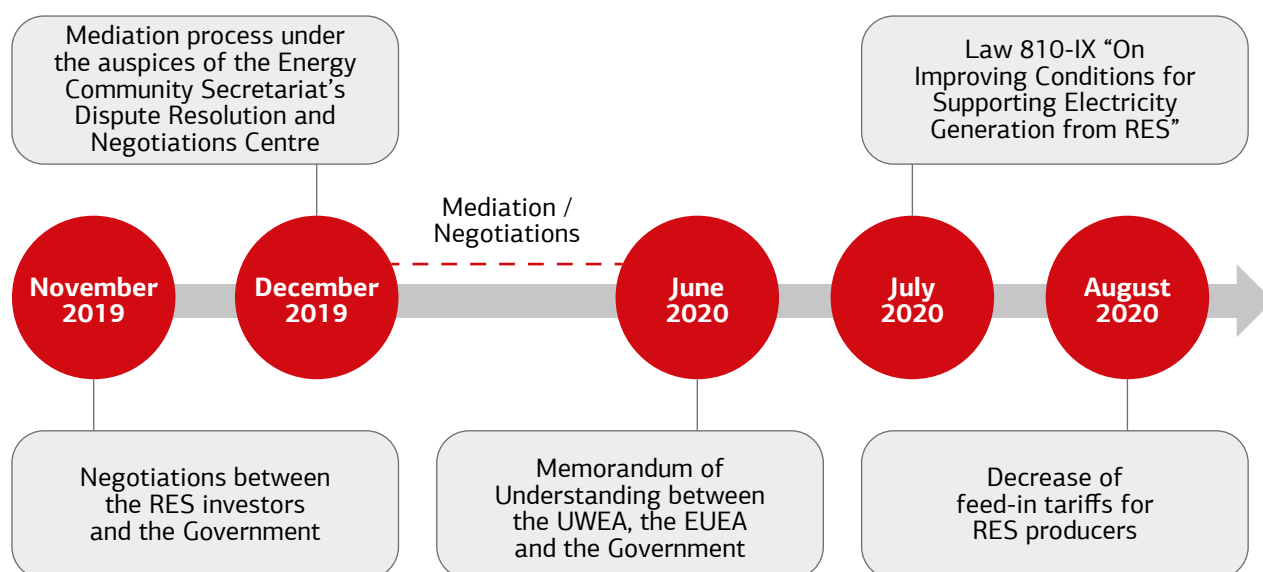 Mediation process under
the auspices of the Energy
Community Secretariat’s
Dispute Resolution and
Negotiations Centre
Law 810-IX “On
Improving Conditions for
Supporting Electricity
Generation from RES”
Mediation /
Negotiations
November
2019
December
2019
June
2020
July
2020
August
2020
Negotiations between
the RES investors
and the Government
Memorandum of
Understanding between
the UWEA, the EUEA
and the Government
Decrease of
feed-in tariffs for
RES producers